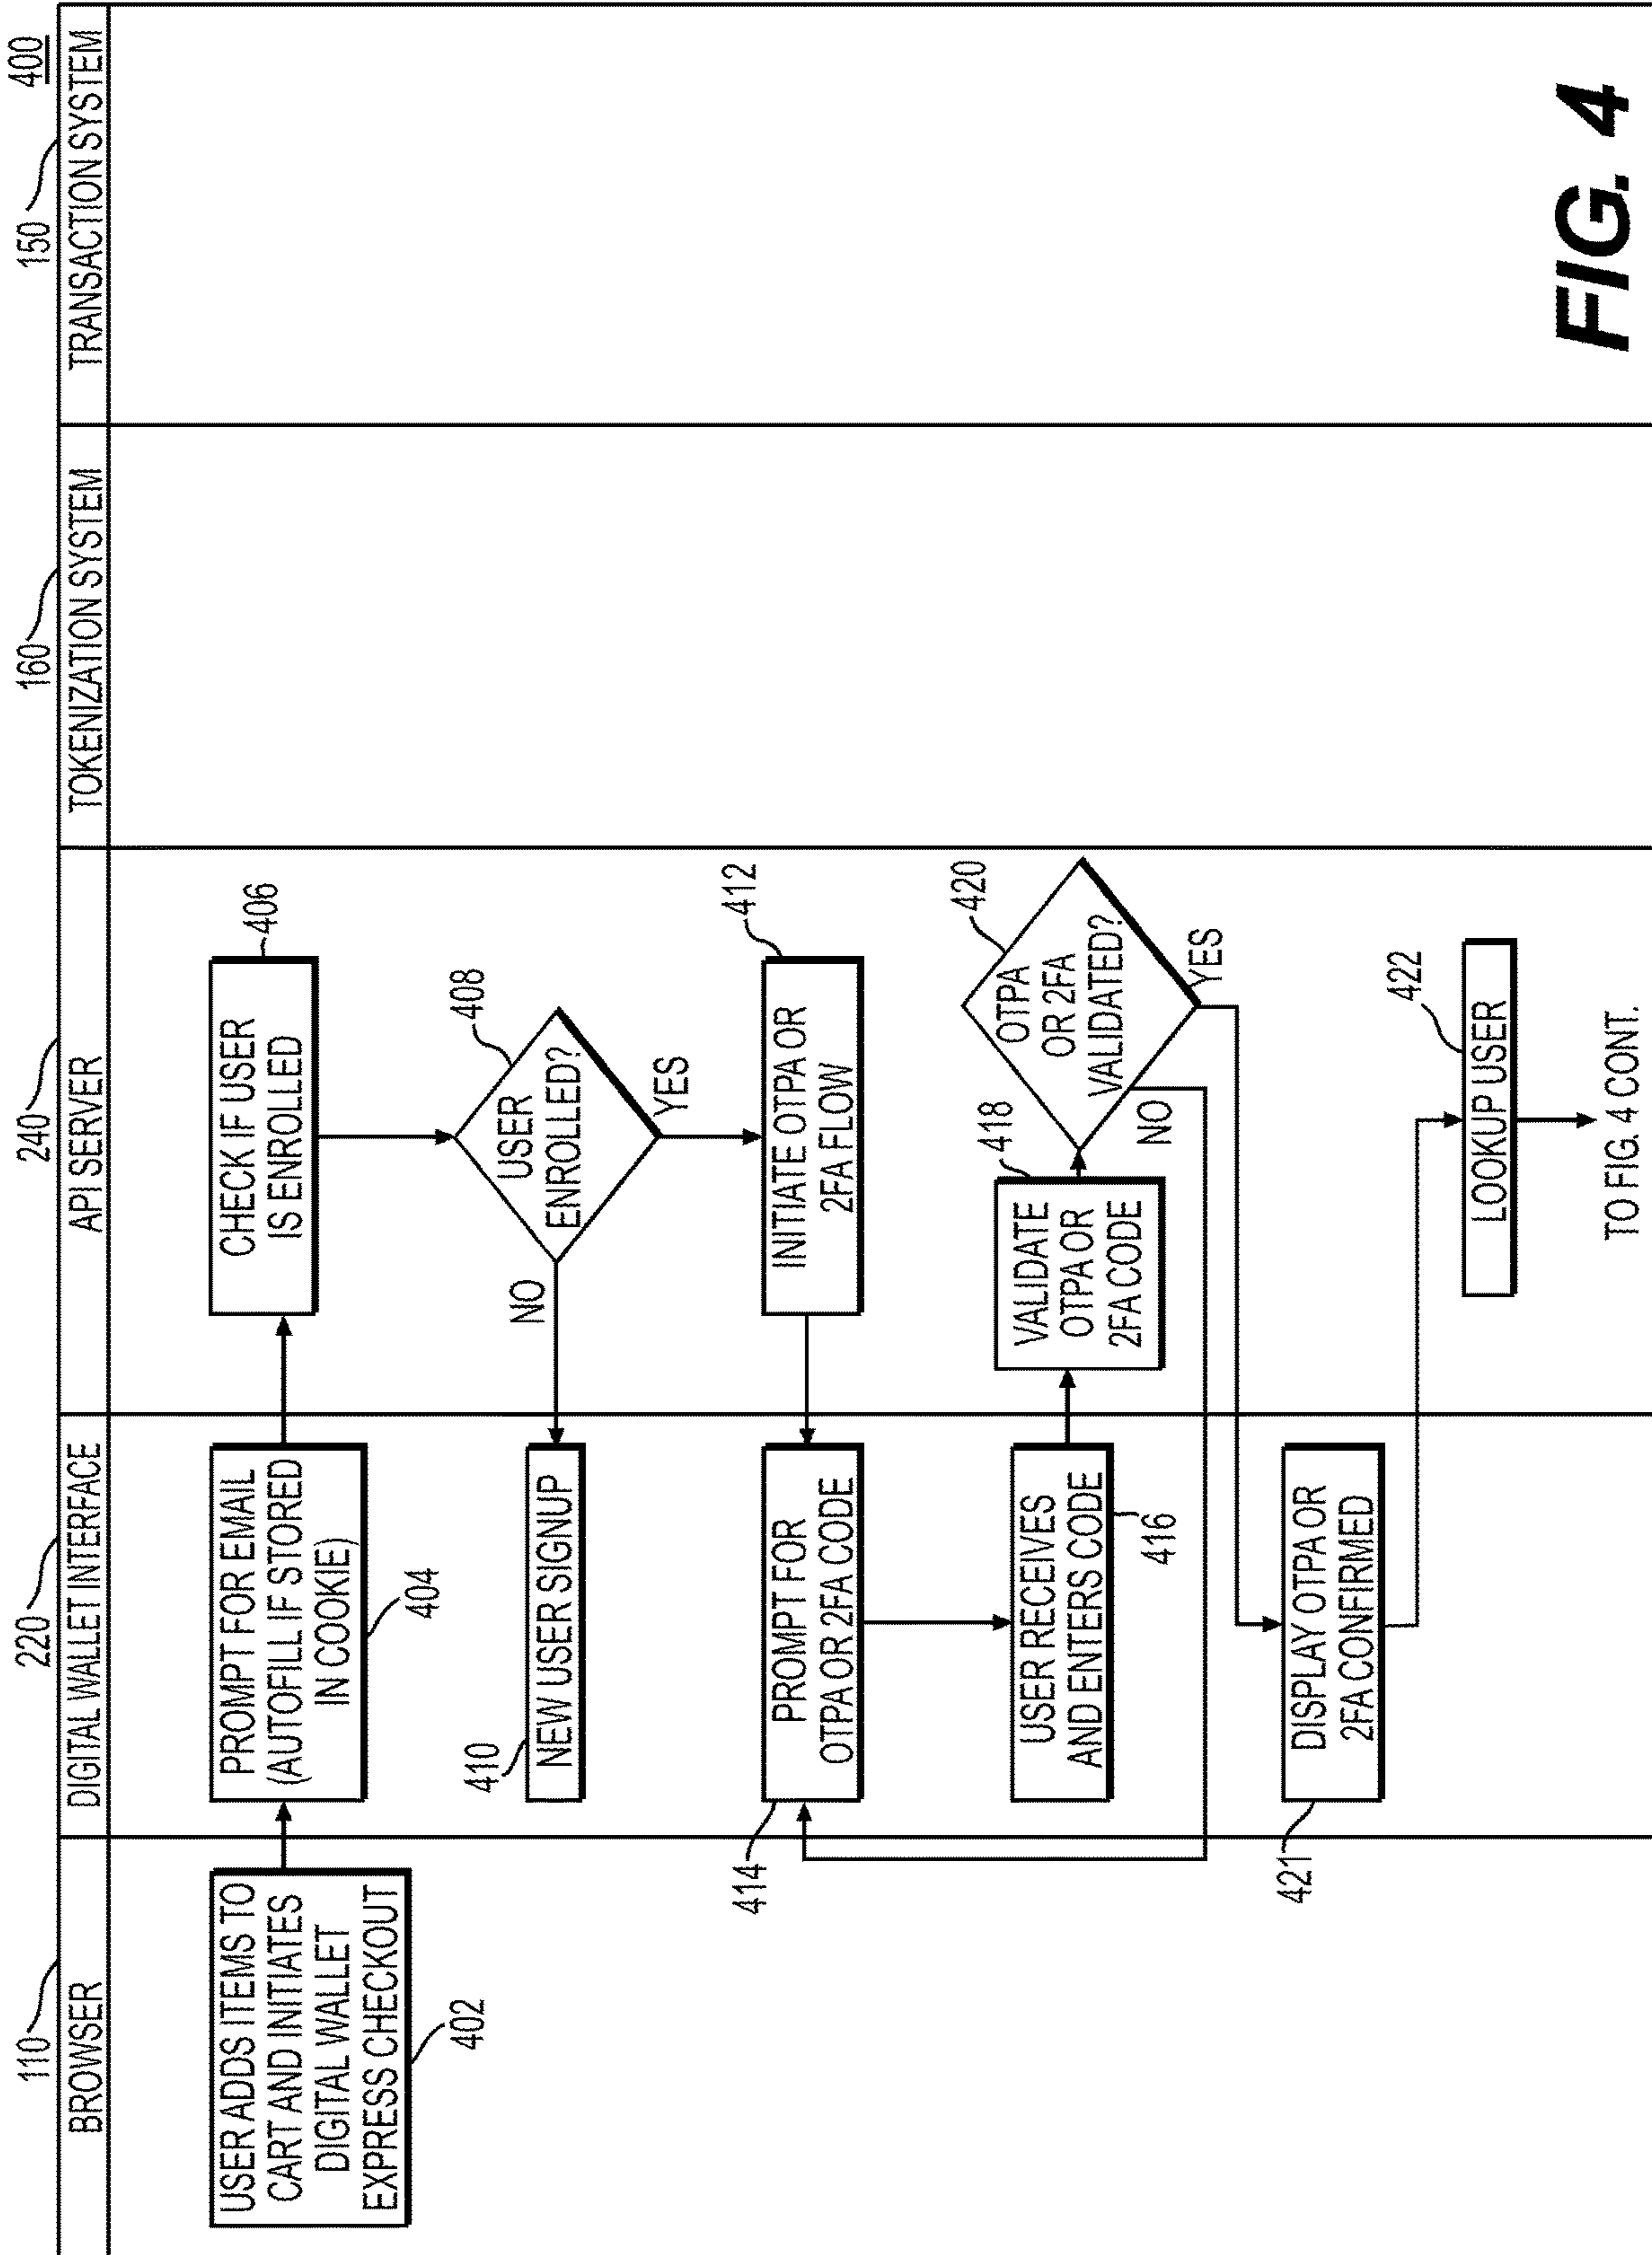 400
110
220
240
160
150
BROWSER
DIGITAL WALLET INTERFACE
API SERVER
TOKENIZATION SYSTEM
TRANSACTION SYSTEM
USER ADDS ITEMS TO
CART AND INITIATES
DIGITAL WALLET
EXPRESS CHECKOUT
402
PROMPT FOR EMAIL
(AUTOFILL IF STORED
IN COOKIE)
404
CHECK IF USER
IS ENROLLED
406
USER
ENROLLED?
408
NO
YES
410
NEW USER SIGNUP
INITIATE OTPA OR
2FA FLOW
412
PROMPT FOR
OTPA OR 2FA CODE
414
USER RECEIVES
AND ENTERS CODE
416
VALIDATE
OTPA OR
2FA CODE
418
OTPA
OR 2FA
VALIDATED?
420
NO
YES
DISPLAY OTPA OR
2FA CONFIRMED
421
LOOKUP USER
422
TO FIG. 4 CONT.
FIG. 4